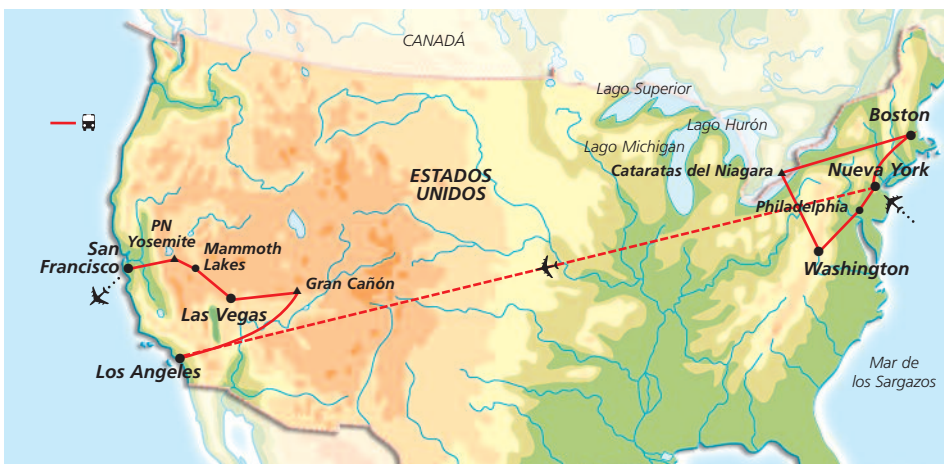 CANADÁ
Lago Superior
Lago Hurón
Lago Michigan
Boston
Cataratas del Niagara
Nueva York
ESTADOS
UNIDOS
Philadelphia
PN
Yosemite
San
Francisco
Mammoth
Lakes
Washington
Gran Cañón
Las Vegas
Los Angeles
Mar de
los Sargazos